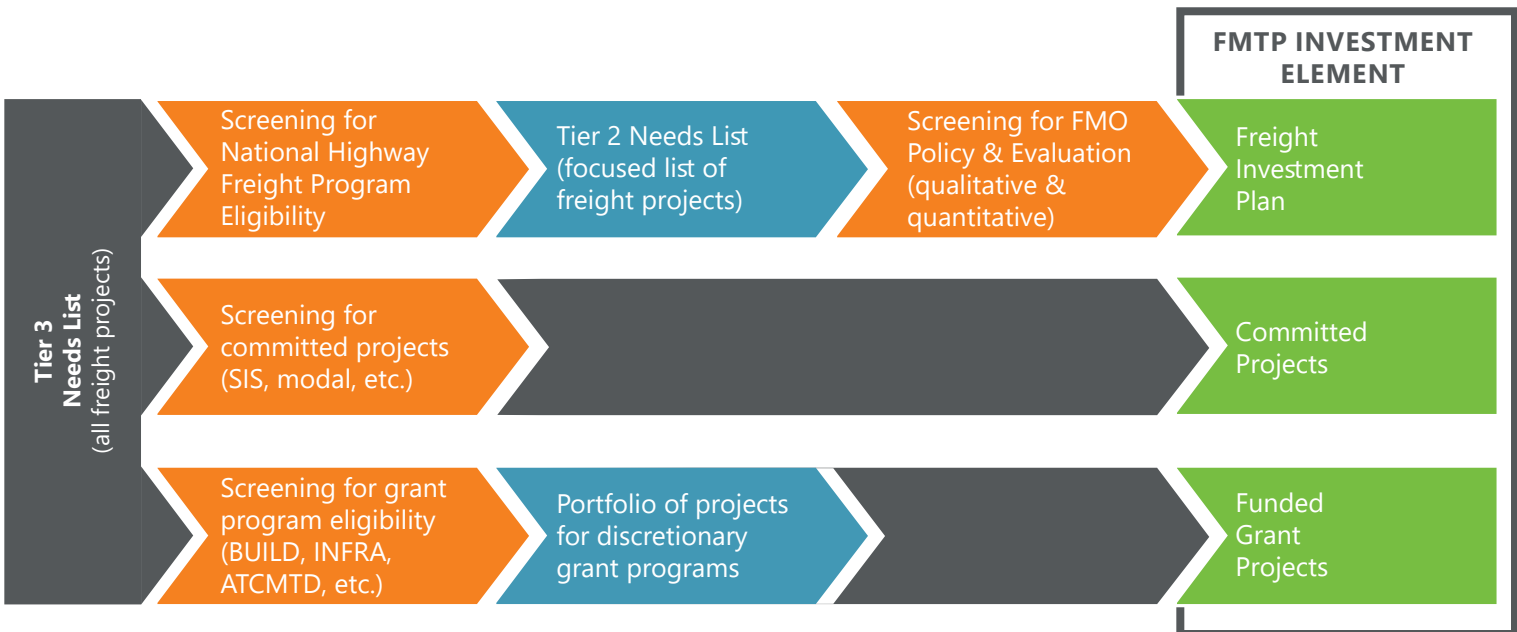 FMTP INVESTMENT
ELEMENT
Tier 3
Needs List
(all freight projects)
Screening for
National Highway
Freight Program
Eligibility
Tier 2 Needs List
(focused list of
freight projects)
Screening for FMO
Policy & Evaluation
(qualitative &
quantitative)
Freight
Investment
Plan
Screening for
committed projects
(SIS, modal, etc.)
Committed
Projects
Screening for grant
program eligibility
(BUILD, INFRA,
ATCMTD, etc.)
Portfolio of projects
for discretionary
grant programs
Funded
Grant
Projects